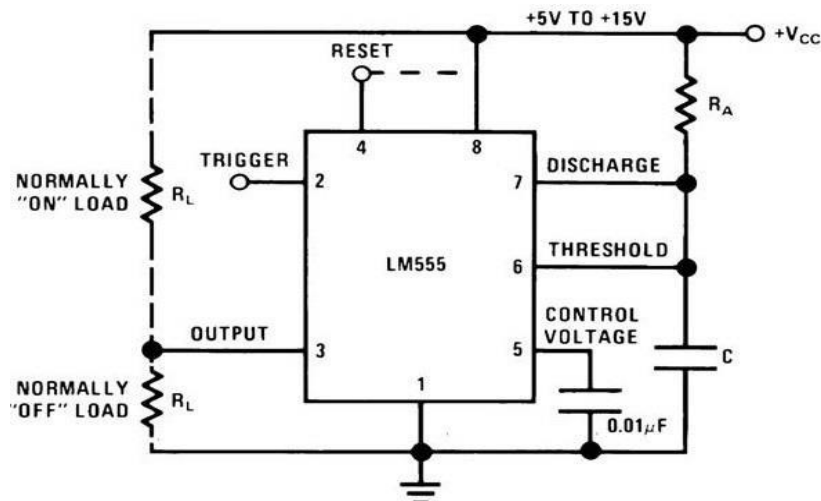 +5V TO +15V
+VCC
RESET
RA
4
8
TRIGGER
2
7
DISCHARGE
NORMALLY
"ON" LOAD
RL
LM555
6
THRESHOLD
OUTPUT
3
5
CONTROL
VOLTAGE
C
NORMALLY
"OFF" LOAD
RL
1
0.01μF